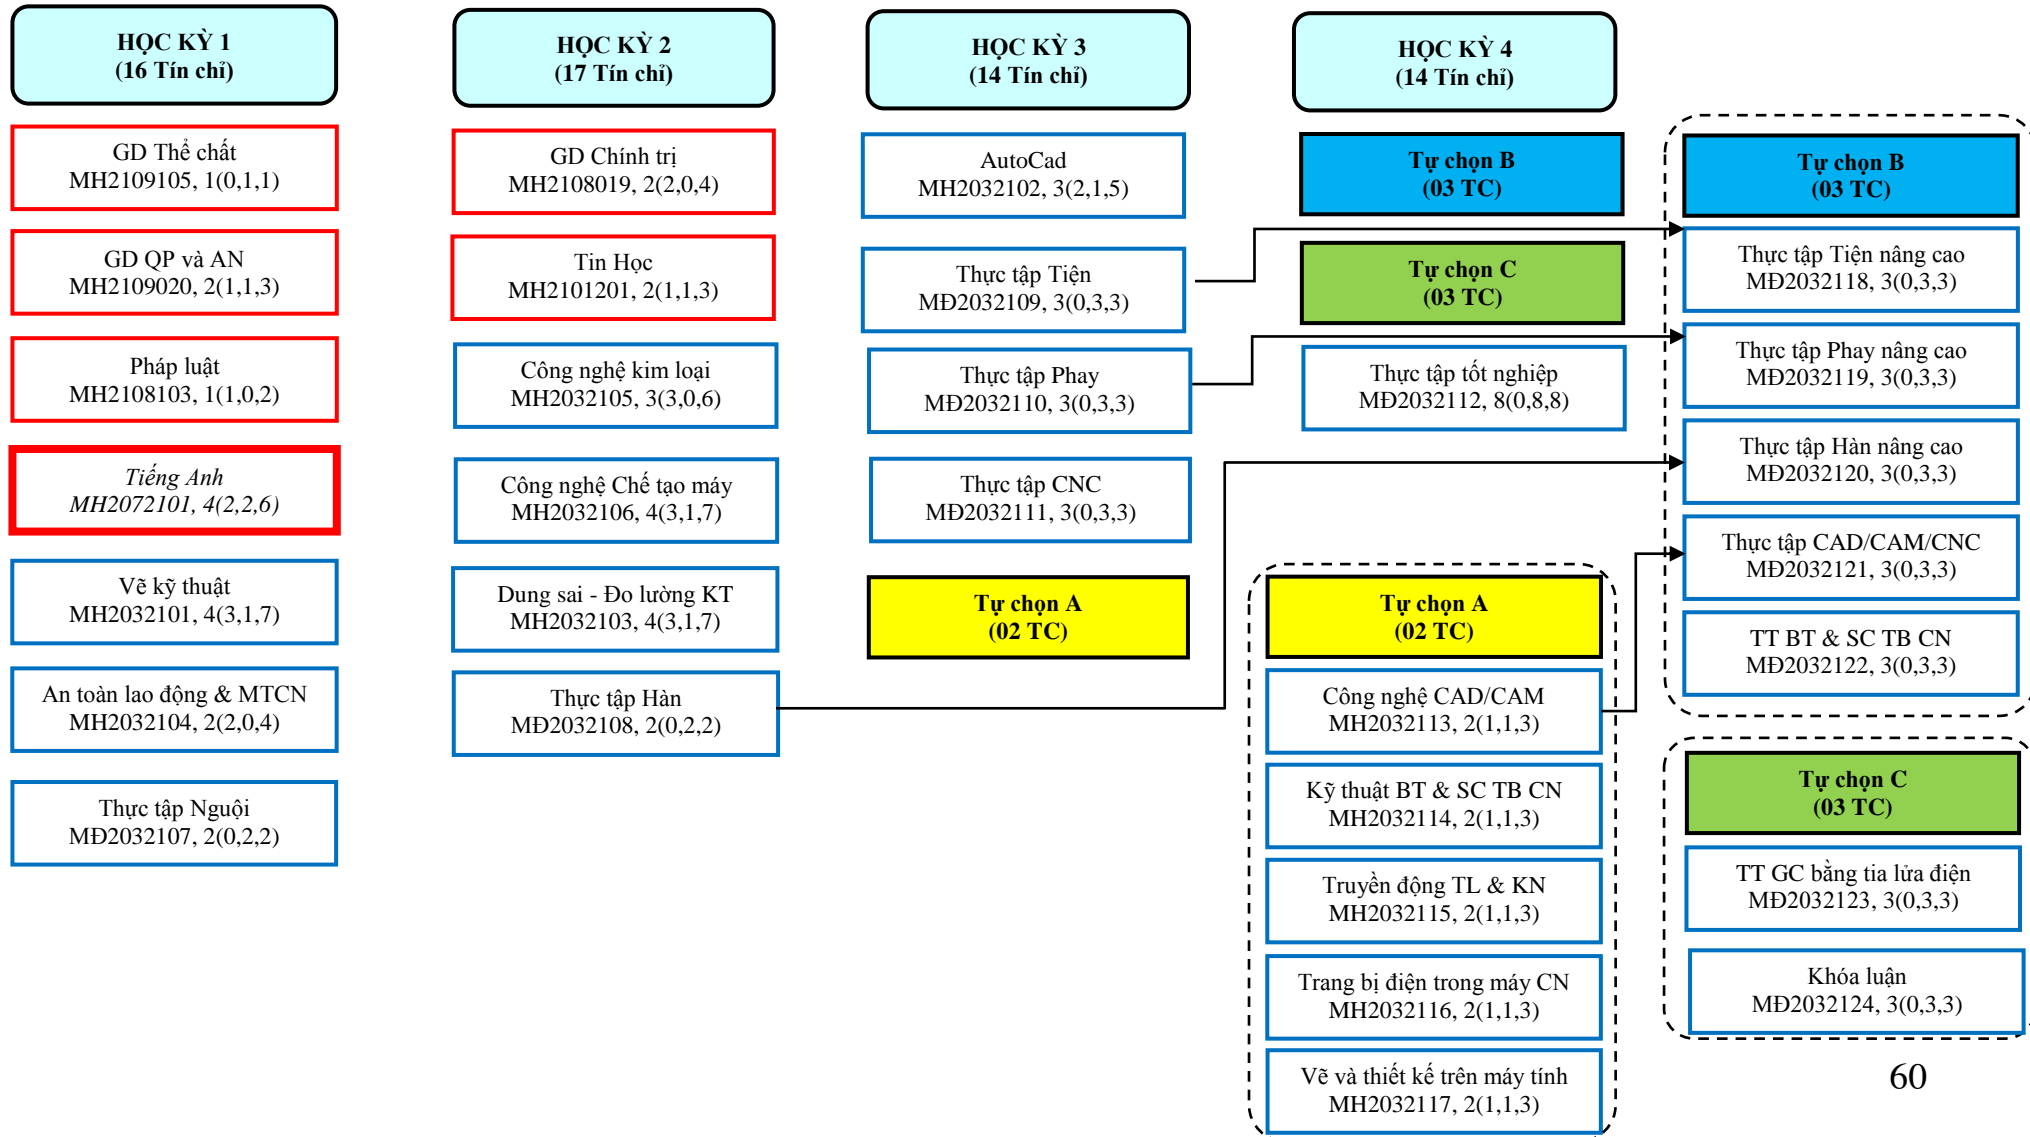 HỌC KỲ 1
(16 Tín chỉ)
GD Thể chất
MH2109105, 1(0,1,1)
GD QP và AN
MH2109020, 2(1,1,3)
Pháp luật
MH2108103, 1(1,0,2)
Tiếng Anh
MH2072101, 4(2,2,6)
Vẽ kỹ thuật
MH2032101, 4(3,1,7)
An toàn lao động & MTCN
MH2032104, 2(2,0,4)
Thực tập Nguội
MĐ2032107, 2(0,2,2)
HỌC KỲ 2
(17 Tín chỉ)
GD Chính trị
MH2108019, 2(2,0,4)
Tin Học
MH2101201, 2(1,1,3)
Công nghệ kim loại
MH2032105, 3(3,0,6)
Công nghệ Chế tạo máy
MH2032106, 4(3,1,7)
Dung sai - Đo lường KT
MH2032103, 4(3,1,7)
Thực tập Hàn
MĐ2032108, 2(0,2,2)
HỌC KỲ 3
(14 Tín chỉ)
AutoCad
MH2032102, 3(2,1,5)
Thực tập Tiện
MĐ2032109, 3(0,3,3)
Thực tập Phay
MĐ2032110, 3(0,3,3)
Thực tập CNC
MĐ2032111, 3(0,3,3)
Tự chọn A
(02 TC)
HỌC KỲ 4
(14 Tín chỉ)
Tự chọn B
(03 TC)
Tự chọn C
(03 TC)
Thực tập tốt nghiệp
MĐ2032112, 8(0,8,8)
Tự chọn A
(02 TC)
Công nghệ CAD/CAM
MH2032113, 2(1,1,3)
Kỹ thuật BT & SC TB CN
MH2032114, 2(1,1,3)
Truyền động TL & KN
MH2032115, 2(1,1,3)
Trang bị điện trong máy CN
MH2032116, 2(1,1,3)
Vẽ và thiết kế trên máy tính
MH2032117, 2(1,1,3)
Tự chọn B
(03 TC)
Thực tập Tiện nâng cao
MĐ2032118, 3(0,3,3)
Thực tập Phay nâng cao
MĐ2032119, 3(0,3,3)
Thực tập Hàn nâng cao
MĐ2032120, 3(0,3,3)
Thực tập CAD/CAM/CNC
MĐ2032121, 3(0,3,3)
TT BT & SC TB CN
MĐ2032122, 3(0,3,3)
Tự chọn C
(03 TC)
TT GC bằng tia lửa điện
MĐ2032123, 3(0,3,3)
Khóa luận
MĐ2032124, 3(0,3,3)
60